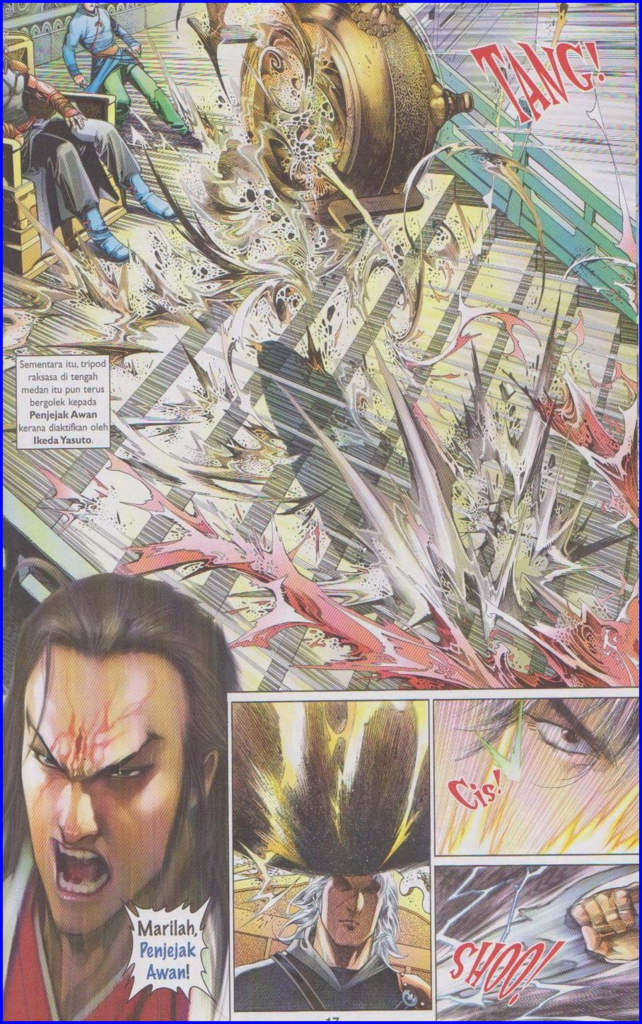 TANG!
Sementara itu, tripod
raksasa di tengah
medan itu pun terus
bergolek kepada
Penjejak Awan
kerana diaktifkan oleh
Ikeda Yasuto.
Marilah,
Penjejak
Awan!
Cis!
SHOO!
17